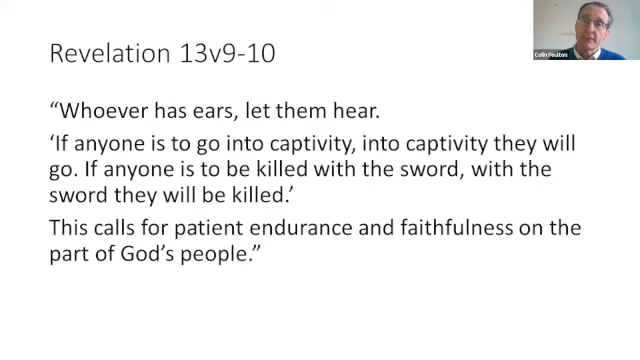 Revelation 13v9-10
“Whoever has ears, let them hear.
‘If anyone is to go into captivity, into captivity they will
go. If anyone is to be killed with the sword, with the
sword they will be killed.’
This calls for patient endurance and faithfulness on the
part of God’s people.”
Colin Poulton